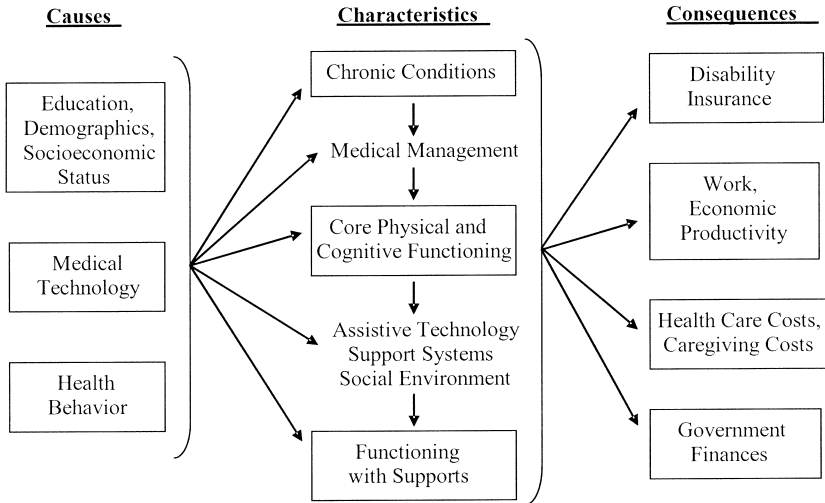 Causes
Education,
Demographics,
Socioeconomic
Status
Medical
Technology
Health
Behavior
Characteristics
Chronic Conditions
Medical Management
Core Physical and
Cognitive Functioning
Assistive Technology
Support Systems
Social Environment
Functioning
with Supports
Consequences
Disability
Insurance
Work,
Economic
Productivity
Health Care Costs,
Caregiving Costs
Government
Finances